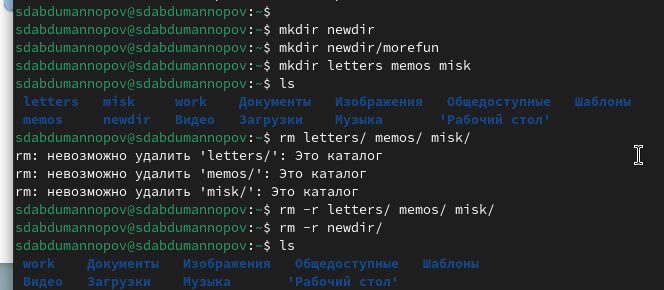 sdabdumannopov@sdabdumannopov:~$
sdabdumannopov@sdabdumannopov:~$ mkdir newdir
sdabdumannopov@sdabdumannopov:~$ mkdir newdir/morefun
sdabdumannopov@sdabdumannopov:~$ mkdir letters memos misk
sdabdumannopov@sdabdumannopov:~$ ls
letters misk work Документы Изображения Общедоступные Шаблоны
memos newdir Видео Загрузки Музыка 'Рабочий стол'
sdabdumannopov@sdabdumannopov:~$ rm letters/ memos/ misk/
rm: невозможно удалить 'letters/': Это каталог
rm: невозможно удалить 'memos/': Это каталог
rm: невозможно удалить 'misk/': Это каталог
sdabdumannopov@sdabdumannopov:~$ rm -r letters/ memos/ misk/
sdabdumannopov@sdabdumannopov:~$ rm -r newdir/
sdabdumannopov@sdabdumannopov:~$ ls
work Документы Изображения Общедоступные Шаблоны
Видео Загрузки Музыка 'Рабочий стол'